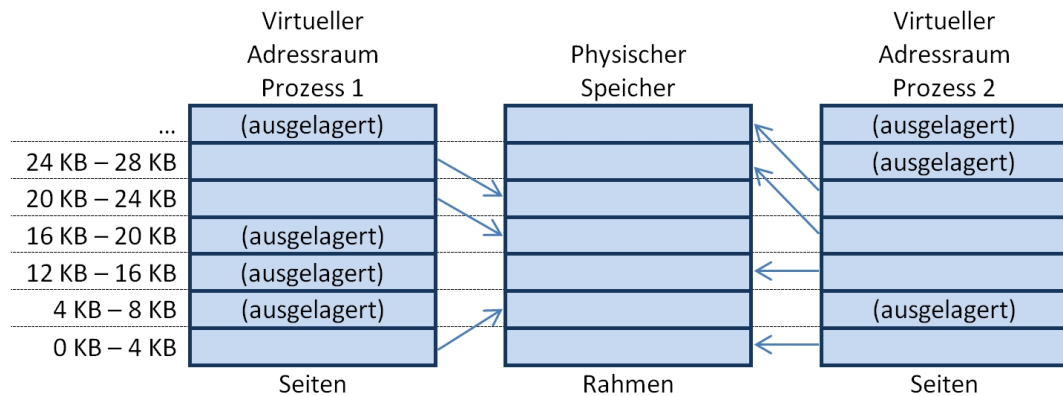 Virtueller
Adressraum
Prozess 1
Physischer
Speicher
Virtueller
Adressraum
Prozess 2
... (ausgelagert) (ausgelagert)
24 KB – 28 KB (ausgelagert)
20 KB – 24 KB
16 KB – 20 KB (ausgelagert)
12 KB – 16 KB (ausgelagert)
4 KB – 8 KB (ausgelagert) (ausgelagert)
0 KB – 4 KB
Seiten Rahmen Seiten